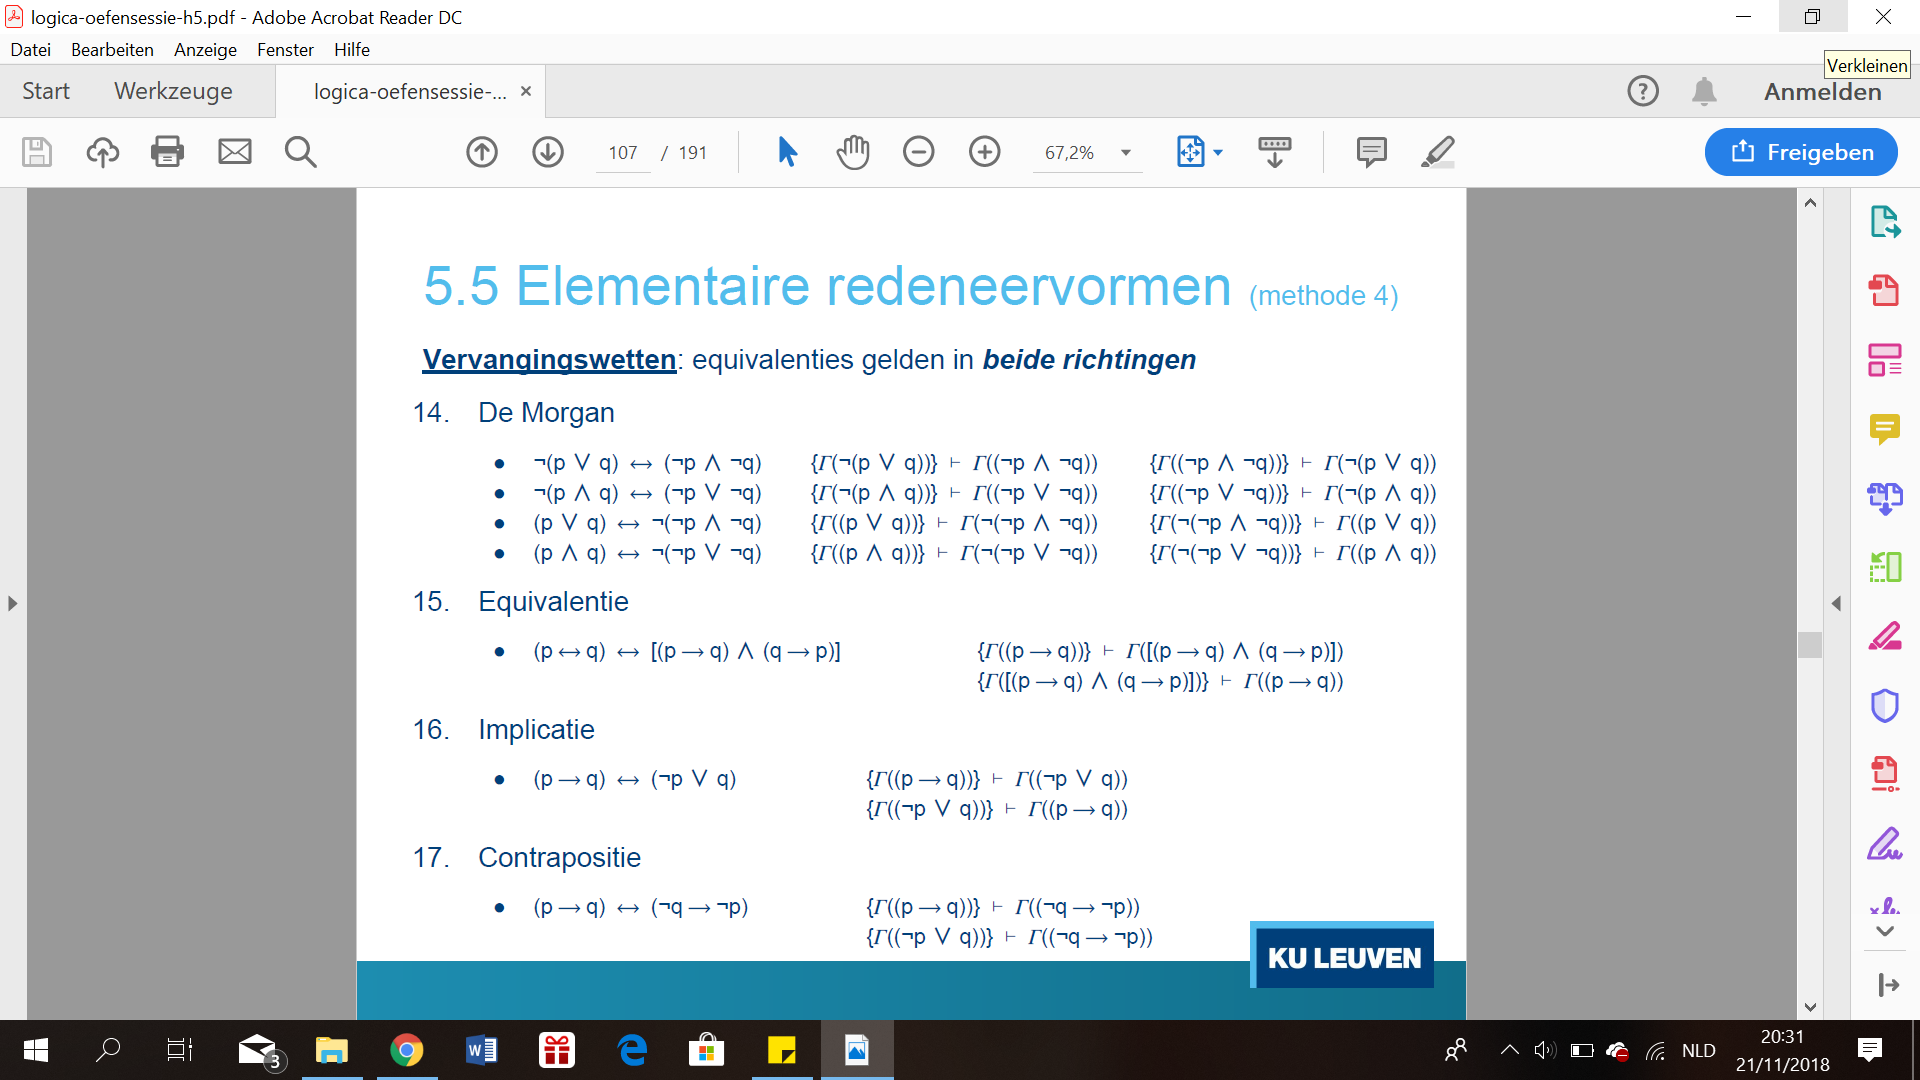 logica-oefensessie-h5.pdf - Adobe Acrobat Reader DC
Datei Bearbeiten Anzeige Fenster Hilfe
Verkleinen
Start Werkzeuge logica-oefensessie-... × Anmelden
107 / 191 67,2% Freigeben
5.5 Elementaire redeneervormen (methode 4)
Vervangingswetten: equivalenties gelden in beide richtingen
14. De Morgan
• ¬(p ∨ q) ↔ (¬p ∧ ¬q) {Γ(¬(p ∨ q))} ⊢ Γ((¬p ∧ ¬q)) {Γ((¬p ∧ ¬q))} ⊢ Γ(¬(p ∨ q))
• ¬(p ∧ q) ↔ (¬p ∨ ¬q) {Γ(¬(p ∧ q))} ⊢ Γ((¬p ∨ ¬q)) {Γ((¬p ∨ ¬q))} ⊢ Γ(¬(p ∧ q))
• (p ∨ q) ↔ ¬(¬p ∧ ¬q) {Γ((p ∨ q))} ⊢ Γ(¬(¬p ∧ ¬q)) {Γ(¬(¬p ∧ ¬q))} ⊢ Γ((p ∨ q))
• (p ∧ q) ↔ ¬(¬p ∨ ¬q) {Γ((p ∧ q))} ⊢ Γ(¬(¬p ∨ ¬q)) {Γ(¬(¬p ∨ ¬q))} ⊢ Γ((p ∧ q))
15. Equivalentie
• (p ↔ q) ↔ [(p → q) ∧ (q → p)] {Γ((p → q))} ⊢ Γ([(p → q) ∧ (q → p)])
{Γ([(p → q) ∧ (q → p)])} ⊢ Γ((p → q))
16. Implicatie
• (p → q) ↔ (¬p ∨ q) {Γ((p → q))} ⊢ Γ((¬p ∨ q))
{Γ((¬p ∨ q))} ⊢ Γ((p → q))
17. Contrapositie
• (p → q) ↔ (¬q → ¬p) {Γ((p → q))} ⊢ Γ((¬q → ¬p))
{Γ((¬p ∨ q))} ⊢ Γ((¬q → ¬p))
KU LEUVEN
3 NLD 20:31
21/11/2018